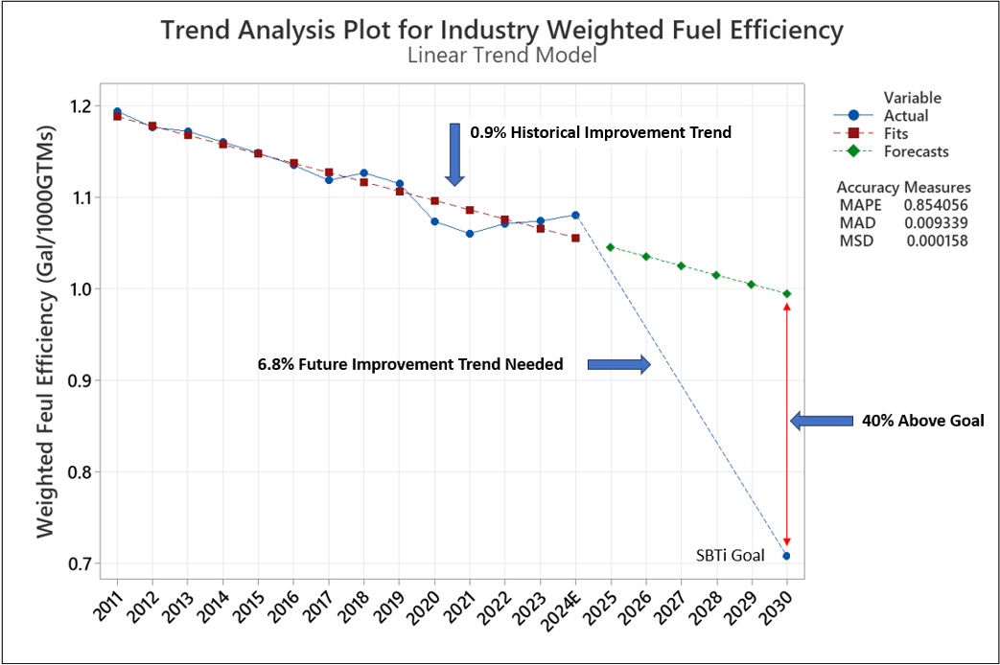 Trend Analysis Plot for Industry Weighted Fuel Efficiency
Linear Trend Model
Weighted Feul Efficiency (Gal/1000GTMs)
1.2
1.1
1.0
0.9
0.8
0.7
0.9% Historical Improvement Trend
6.8% Future Improvement Trend Needed
40% Above Goal
SBTi Goal
2011
2012
2013
2014
2015
2016
2017
2018
2019
2020
2021
2022
2023
2024E
2025
2026
2027
2028
2029
2030
Variable
Actual
Fits
Forecasts
Accuracy Measures
MAPE 0.854056
MAD 0.009339
MSD 0.000158